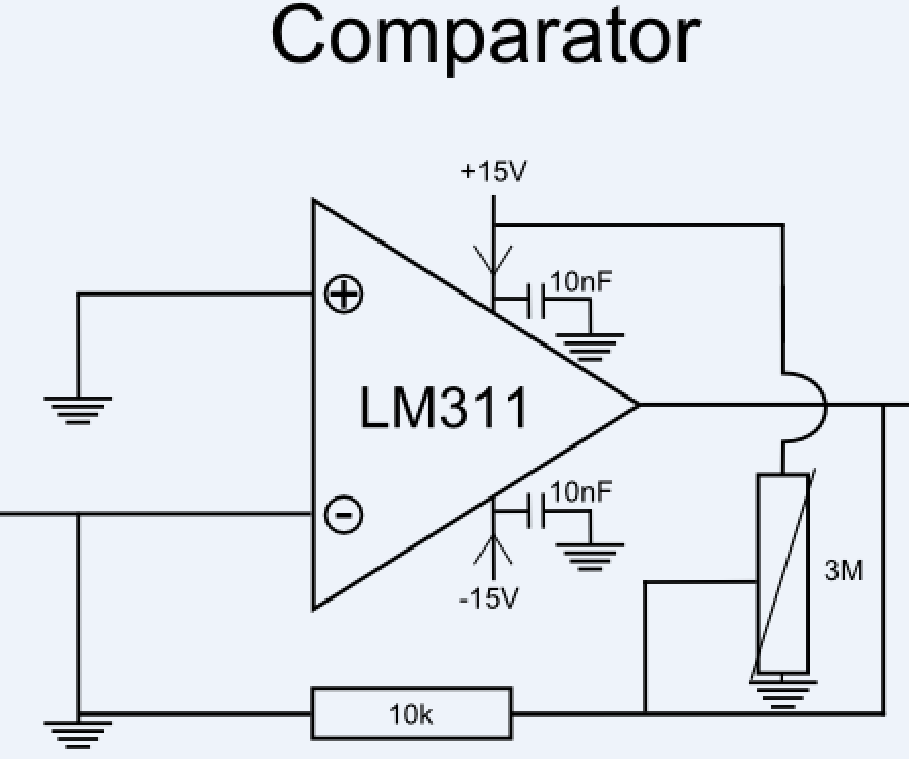 Comparator
+15V
10nF
+
LM311
10nF
-
-15V
3M
10k